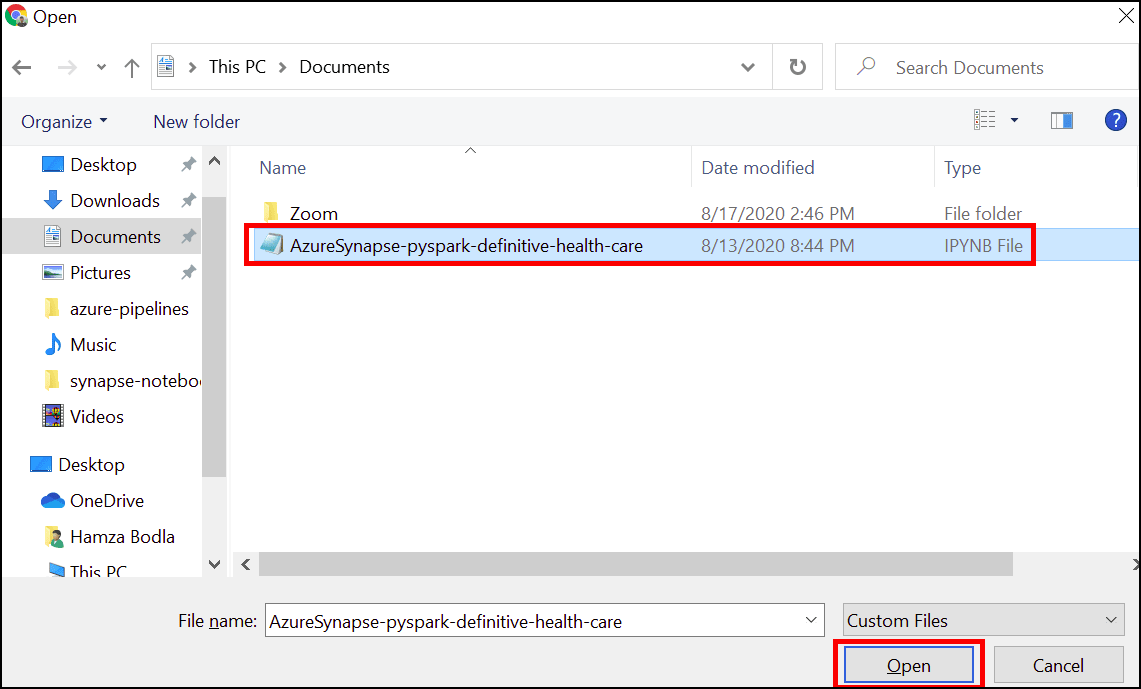 Open
This PC > Documents
Search Documents
Organize New folder
?
Desktop
Downloads
Documents
Pictures
azure-pipelines
Music
synapse-notebo
Videos
Desktop
OneDrive
Hamza Bodla
This PC
Name Date modified Type
Zoom 8/17/2020 2:46 PM File folder
AzureSynapse-pyspark-definitive-health-care 8/13/2020 8:44 PM IPYNB File
File name: AzureSynapse-pyspark-definitive-health-care Custom Files
Open Cancel